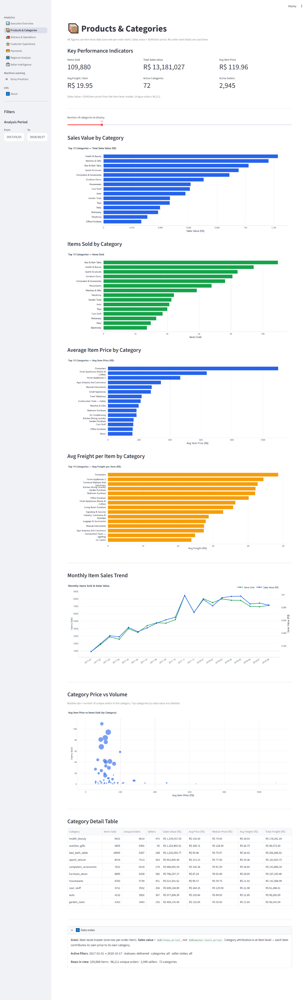 Deploy
Analytics
Executive Overview
Products & Categories
Delivery & Operations
Customer Experience
Payments
Regional Analysis
Seller Intelligence
Machine Learning
Delay Predictor
Info
About
Filters
Analysis Period
From To
2017/01/01 2018/10/17
Products & Categories
All figures use item-level data (one row per order-item). Sales value = SUM(item price). No order-level totals are used here.
Key Performance Indicators
Items Sold Total Sales Value Avg Item Price
109,880 R$ 13,181,027 R$ 119.96
Avg Freight / Item Active Categories Active Sellers
R$ 19.95 72 2,945
Sales Value = SUM(item price) from the item-level master. Unique orders: 96,211.
Number of categories to display
15
Sales Value by Category
Top 15 Categories — Total Sales Value (R$)
Health & Beauty
Watches & Gifts
Bed & Bath Table
Sports & Leisure
Computers & Accessories
Furniture Decor
Housewares
Cool Stuff
Auto
Garden Tools
Toys
Baby
Perfumery
Telephony
Office Furniture
0 0.2M 0.4M 0.6M 0.8M 1M 1.2M
Sales Value (R$)
Items Sold by Category
Top 15 Categories — Items Sold
Bed & Bath Table
Health & Beauty
Sports & Leisure
Furniture Decor
Computers & Accessories
Housewares
Watches & Gifts
Telephony
Garden Tools
Auto
Toys
Cool Stuff
Perfumery
Baby
Electronics
0 2k 4k 6k 8k 10k
Items Sold
Average Item Price by Category
Top 15 Categories — Avg Item Price (R$)
Computers
Small Appliances (Home &
Coffee)
Home Appliances 2
Agro Industry And Commerce
Musical Instruments
Small Appliances
Fixed Telephony
Construction Tools — Safety
Watches & Gifts
Bedroom Furniture
Air Conditioning
Kitchen Dining Laundry
Garden Furniture
Cool Stuff
Office Furniture
Music
0 200 400 600 800 1000
Avg Item Price (R$)
Avg Freight per Item by Category
Top 15 Categories — Avg Freight per Item (R$)
Computers
Home Appliances 2
Furniture Mattress And
Upholstery
Kitchen Dining Laundry
Garden Furniture
Bedroom Furniture
Office Furniture
Small Appliances (Home &
Coffee)
Living Room Furniture
Signaling & Security
Industry, Commerce &
Business
Luggage & Accessories
Musical Instruments
Agro Industry And Commerce
Construction Tools —
Lighting
La Cuisine
0 10 20 30 40 50
Avg Freight (R$)
Monthly Item Sales Trend
Monthly Items Sold & Sales Value
Items Sold Sales Value (R$)
9000
8000
7000
6000
5000
4000
3000
2000
1000
Items Sold
1M
0.8M
0.6M
0.4M
0.2M
Sales Value (R$)
2017 01 2017 02 2017 03 2017 04 2017 05 2017 06 2017 07 2017 08 2017 09 2017 10 2017 11 2017 12 2018 01 2018 02 2018 03 2018 04 2018 05 2018 06 2018 07 2018 08
Category Price vs Volume
Bubble size = number of unique sellers in the category. Top categories by sales value are labelled.
Avg Item Price vs Items Sold (by Category)
10k
8k
6k
4k
2k
0
Items Sold
0 200 400 600 800 1000
Avg Item Price (R$)
Category Detail Table
Category Items Sold Unique Orders Sellers Sales Value (R$) Avg Price (R$) Median Price (R$) Avg Freight (R$) Total Freight (R$)
health_beauty 9422 8610 475 R$ 1,229,557.50 R$ 130.50 R$ 79.90 R$ 18.91 R$ 178,202.28
watches_gifts 5855 5491 95 R$ 1,163,465.91 R$ 198.71 R$ 128.90 R$ 16.75 R$ 98,073.50
bed_bath_table 10945 9267 188 R$ 1,022,955.77 R$ 93.46 R$ 79.57 R$ 18.42 R$ 201,646.91
sports_leisure 8414 7513 463 R$ 952,840.40 R$ 113.24 R$ 77.90 R$ 19.36 R$ 162,925.75
computers_accessories 7632 6518 278 R$ 888,055.59 R$ 116.36 R$ 81.99 R$ 18.84 R$ 143,806.34
furniture_decor 8095 6258 342 R$ 706,237.17 R$ 87.24 R$ 65.49 R$ 20.65 R$ 167,193.40
housewares 6783 5734 451 R$ 614,341.62 R$ 90.57 R$ 59.70 R$ 21.01 R$ 142,508.09
cool_stuff 3711 3552 256 R$ 609,158.00 R$ 164.15 R$ 129.90 R$ 21.90 R$ 81,286.01
auto 4132 3802 367 R$ 577,838.39 R$ 139.84 R$ 84.95 R$ 21.85 R$ 90,265.09
garden_tools 4263 3443 226 R$ 469,135.40 R$ 110.05 R$ 59.90 R$ 22.65 R$ 96,545.09
Data notes
Grain: item-level master (one row per order-item). Sales value = SUM(items.price), not SUM(master.total_price). Category attribution is at item level — each item
contributes its own price to its own category.
Active filters: 2017-01-01 → 2018-10-17 · statuses: delivered · categories: all · seller states: all
Rows in view: 109,880 items · 96,211 unique orders · 2,945 sellers · 72 categories